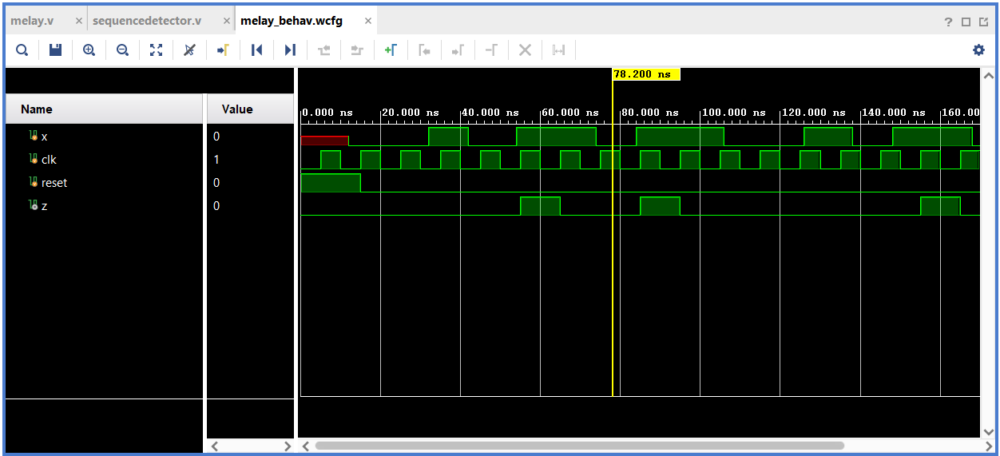 melay.v × sequencedetector.v × melay_behav.wcfg ×
?
78.200 ns
Name Value
0.000 ns 20.000 ns 40.000 ns 60.000 ns 80.000 ns 100.000 ns 120.000 ns 140.000 ns 160.00
x 0
clk 1
reset 0
z 0